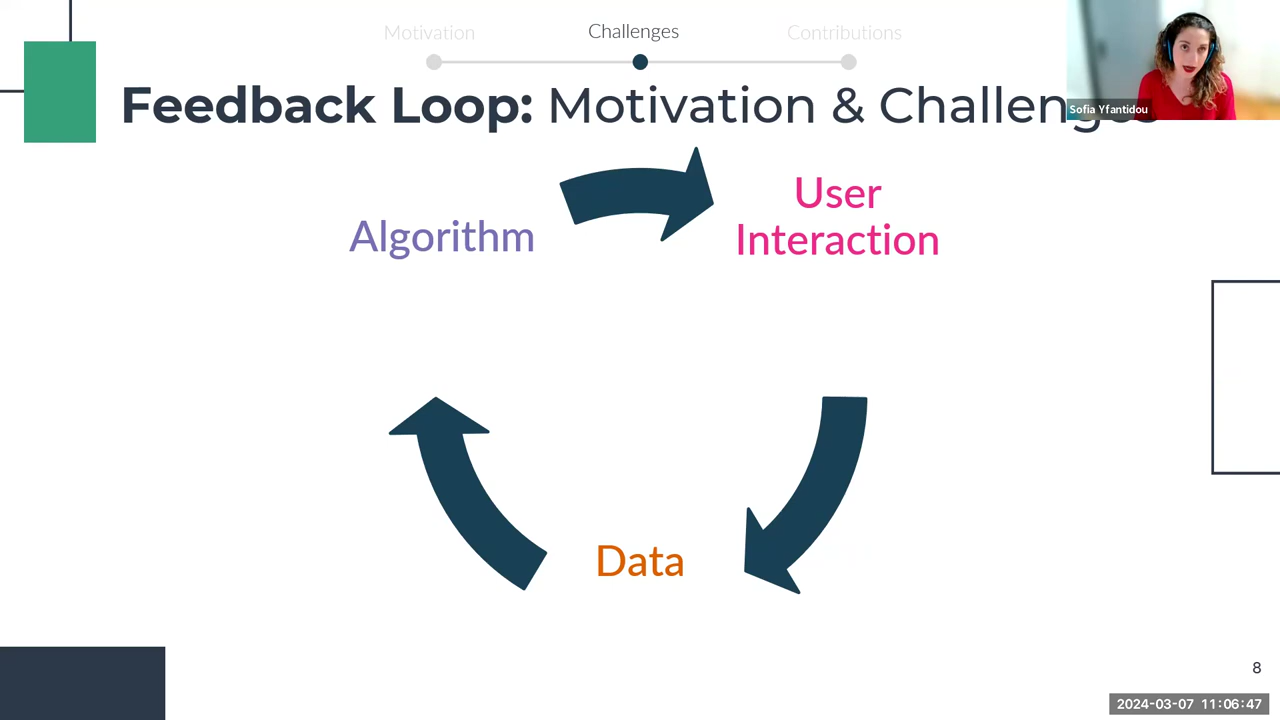 Motivation
Challenges
Contributions
Feedback Loop: Motivation & Challenges
Sofia Yfantidou
User
Interaction
Algorithm
Data
8
2024-03-07 11:06:47